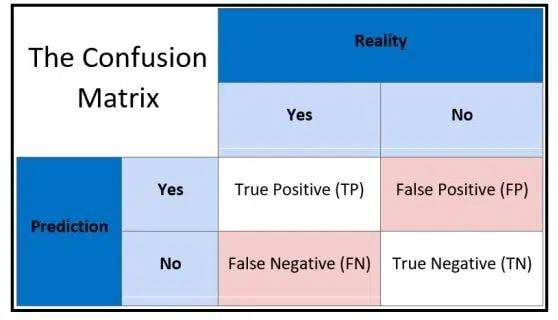 The Confusion
Matrix
Reality
Yes
No
Prediction
Yes
True Positive (TP)
False Positive (FP)
No
False Negative (FN)
True Negative (TN)